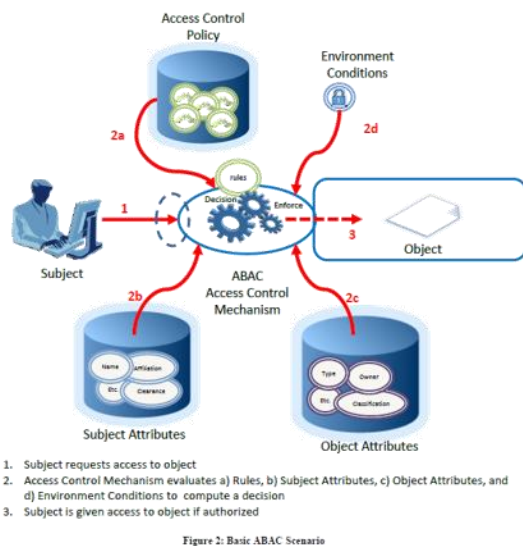 Access Control
Policy
Environment
Conditions
2a
2d
rules
Decision
Enforce
1
3
Subject
Object
ABAC
Access Control
Mechanism
2b
2c
Name
Affiliation
Etc.
Clearance
Type
Owner
Etc.
Classification
Subject Attributes
Object Attributes
1. Subject requests access to object
2. Access Control Mechanism evaluates a) Rules, b) Subject Attributes, c) Object Attributes, and
d) Environment Conditions to compute a decision
3. Subject is given access to object if authorized
Figure 2: Basic ABAC Scenario